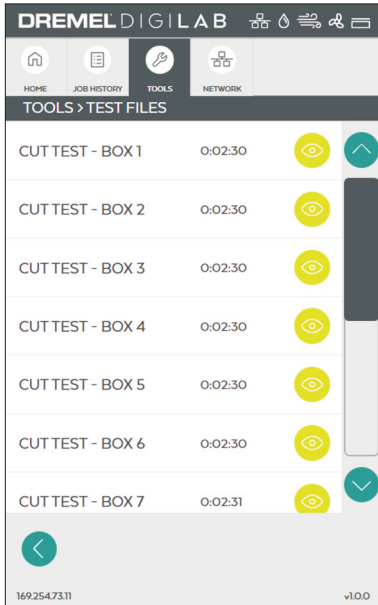 DREMEL DIGILAB
HOME JOB HISTORY TOOLS NETWORK
TOOLS > TEST FILES
CUT TEST - BOX 1 0:02:30
CUT TEST - BOX 2 0:02:30
CUT TEST - BOX 3 0:02:30
CUT TEST - BOX 4 0:02:30
CUT TEST - BOX 5 0:02:30
CUT TEST - BOX 6 0:02:30
CUT TEST - BOX 7 0:02:31
169.254.73.11 v1.0.0